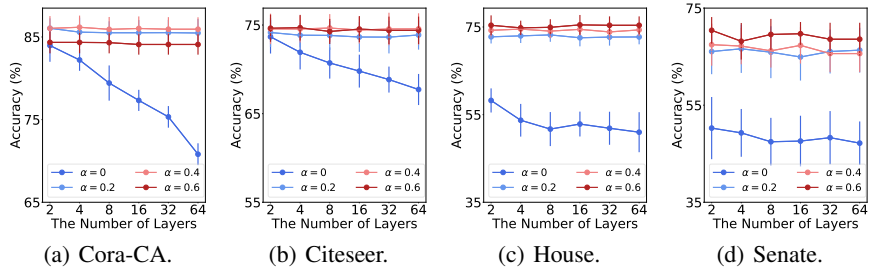 85
75
65
Accuracy (%)
α = 0
α = 0.2
α = 0.4
α = 0.6
2 4 8 16 32 64
The Number of Layers
(a) Cora-CA.
75
65
55
Accuracy (%)
α = 0
α = 0.2
α = 0.4
α = 0.6
2 4 8 16 32 64
The Number of Layers
(b) Citeseer.
75
55
35
Accuracy (%)
α = 0
α = 0.2
α = 0.4
α = 0.6
2 4 8 16 32 64
The Number of Layers
(c) House.
75
55
35
Accuracy (%)
α = 0
α = 0.2
α = 0.4
α = 0.6
2 4 8 16 32 64
The Number of Layers
(d) Senate.